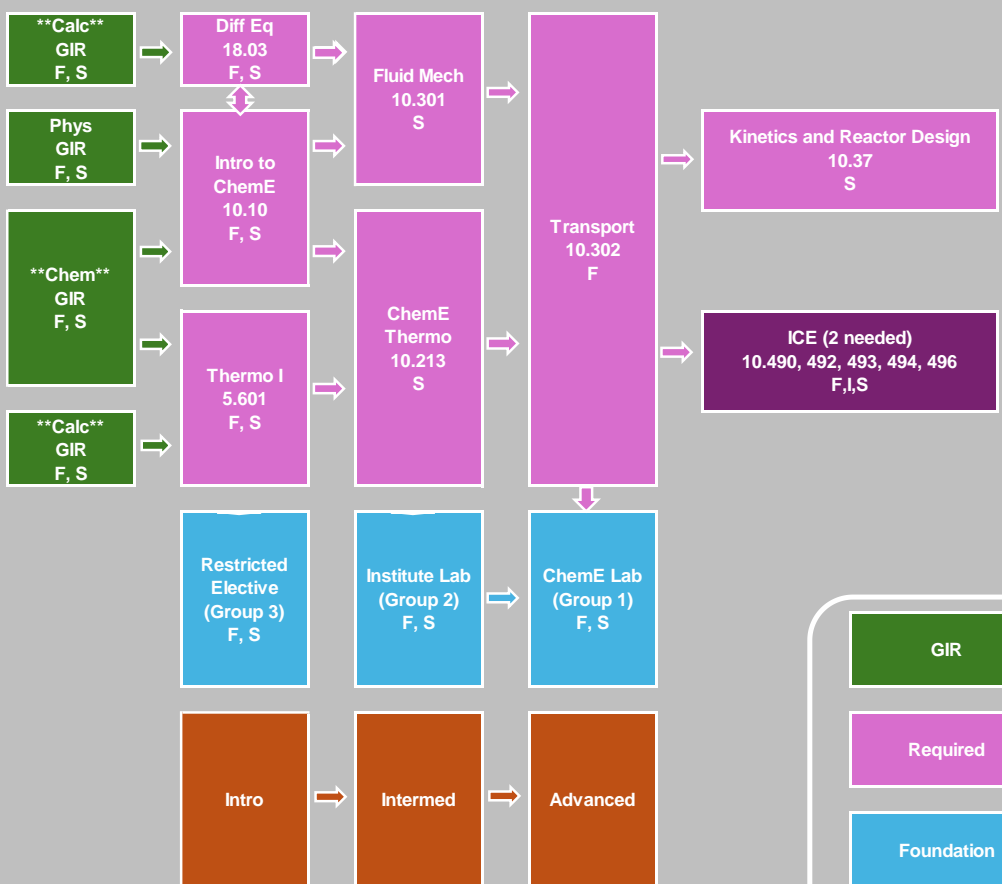 **Calc**
GIR
F, S
Diff Eq
18.03
F, S
Fluid Mech
10.301
S
Phys
GIR
F, S
Intro to
ChemE
10.10
F, S
Kinetics and Reactor Design
10.37
S
Transport
10.302
F
**Chem**
GIR
F, S
ChemE
Thermo
10.213
S
Thermo I
5.601
F, S
ICE (2 needed)
10.490, 492, 493, 494, 496
F,I,S
**Calc**
GIR
F, S
Restricted
Elective
(Group 3)
F, S
Institute Lab
(Group 2)
F, S
ChemE Lab
(Group 1)
F, S
GIR
Required
Intro
Intermed
Advanced
Foundation